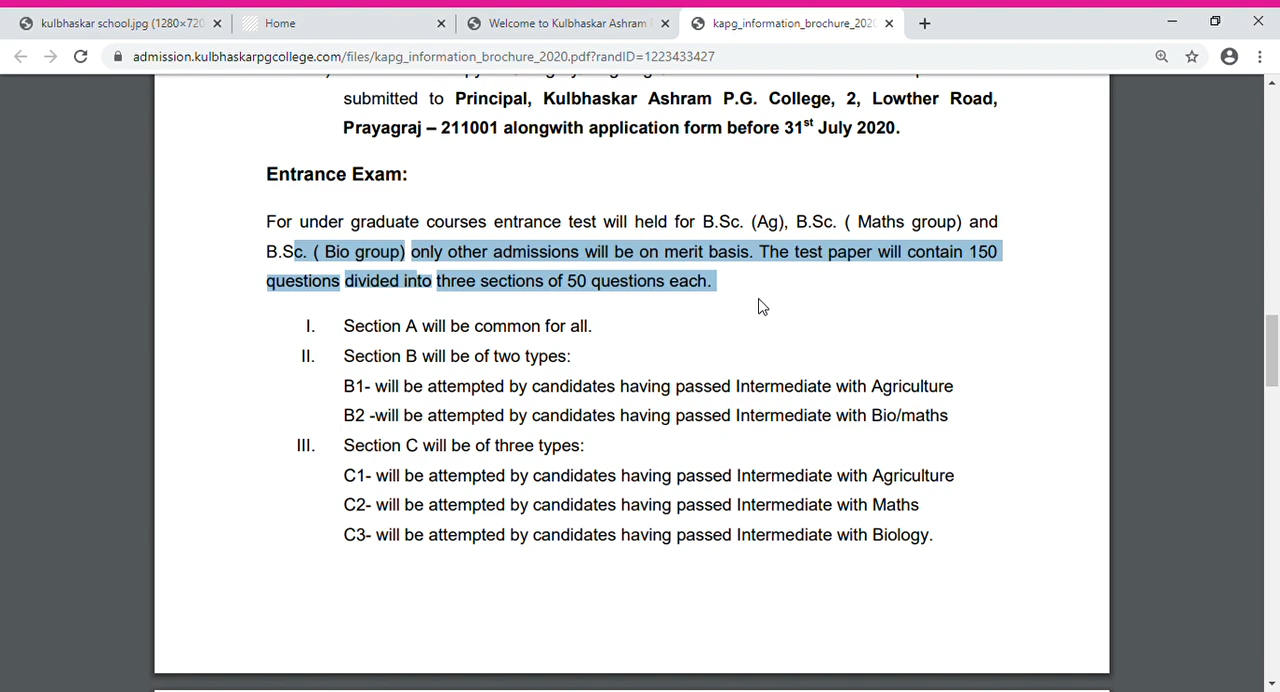 kulbhaskar school.jpg (1280×720
Home
Welcome to Kulbhaskar Ashram
kapg_information_brochure_202
admission.kulbhaskarpgcollege.com/files/kapg_information_brochure_2020.pdf?randID=1223433427
submitted to Principal, Kulbhaskar Ashram P.G. College, 2, Lowther Road,
Prayagraj – 211001 alongwith application form before 31st July 2020.
Entrance Exam:
For under graduate courses entrance test will held for B.Sc. (Ag), B.Sc. ( Maths group) and
B.Sc. ( Bio group) only other admissions will be on merit basis. The test paper will contain 150
questions divided into three sections of 50 questions each.
I. Section A will be common for all.
II. Section B will be of two types:
B1- will be attempted by candidates having passed Intermediate with Agriculture
B2 -will be attempted by candidates having passed Intermediate with Bio/maths
III. Section C will be of three types:
C1- will be attempted by candidates having passed Intermediate with Agriculture
C2- will be attempted by candidates having passed Intermediate with Maths
C3- will be attempted by candidates having passed Intermediate with Biology.